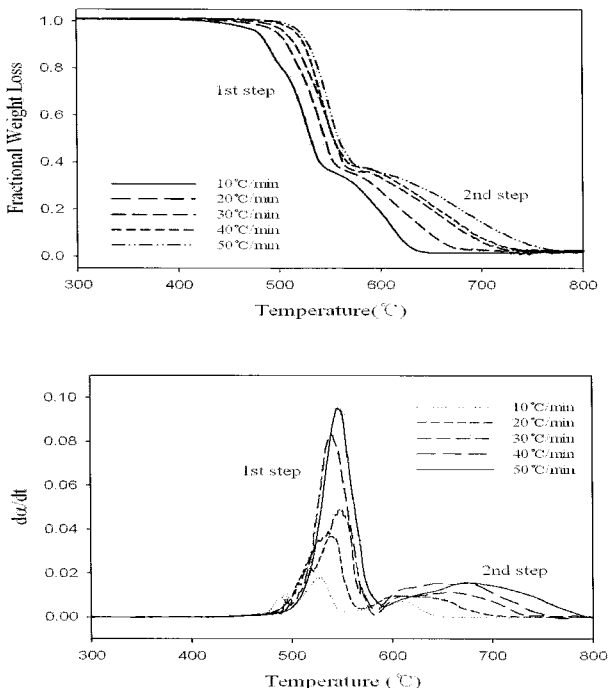 1.0
0.8
0.6
0.4
0.2
0.0
Fractional Weight Loss
1st step
2nd step
10℃/min
20℃/min
30℃/min
40℃/min
50℃/min
300 400 500 600 700 800
Temperature(℃)
0.10
0.08
0.06
0.04
0.02
0.00
dα/dt
1st step
2nd step
10℃/min
20℃/min
30℃/min
40℃/min
50℃/min
300 400 500 600 700 800
Temperature (℃)